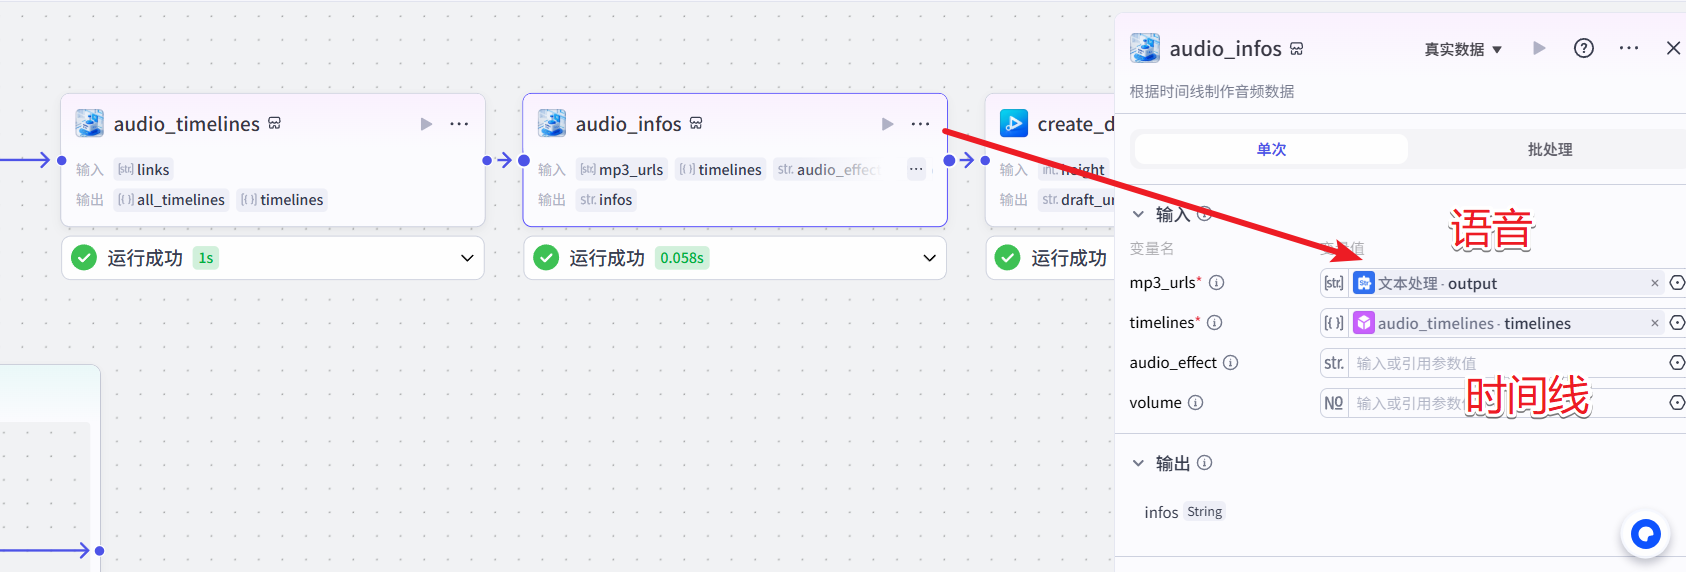 audio_timelines
输入 [str] links
输出 [()] all_timelines [()] timelines
运行成功 1s
audio_infos
输入 [str] mp3_urls [()] timelines str. audio_effect ...
输出 str. infos
运行成功 0.058s
create_d
输入 int. height
输出 str. draft_ur
运行成功
audio_infos
真实数据
根据时间线制作音频数据
单次 批处理
输入
语音
变量名 变量值
mp3_urls* [str] 文本处理 - output
timelines* [()] audio_timelines - timelines
audio_effect str. 输入或引用参数值
volume № 输入或引用参数
时间线
输出
infos String